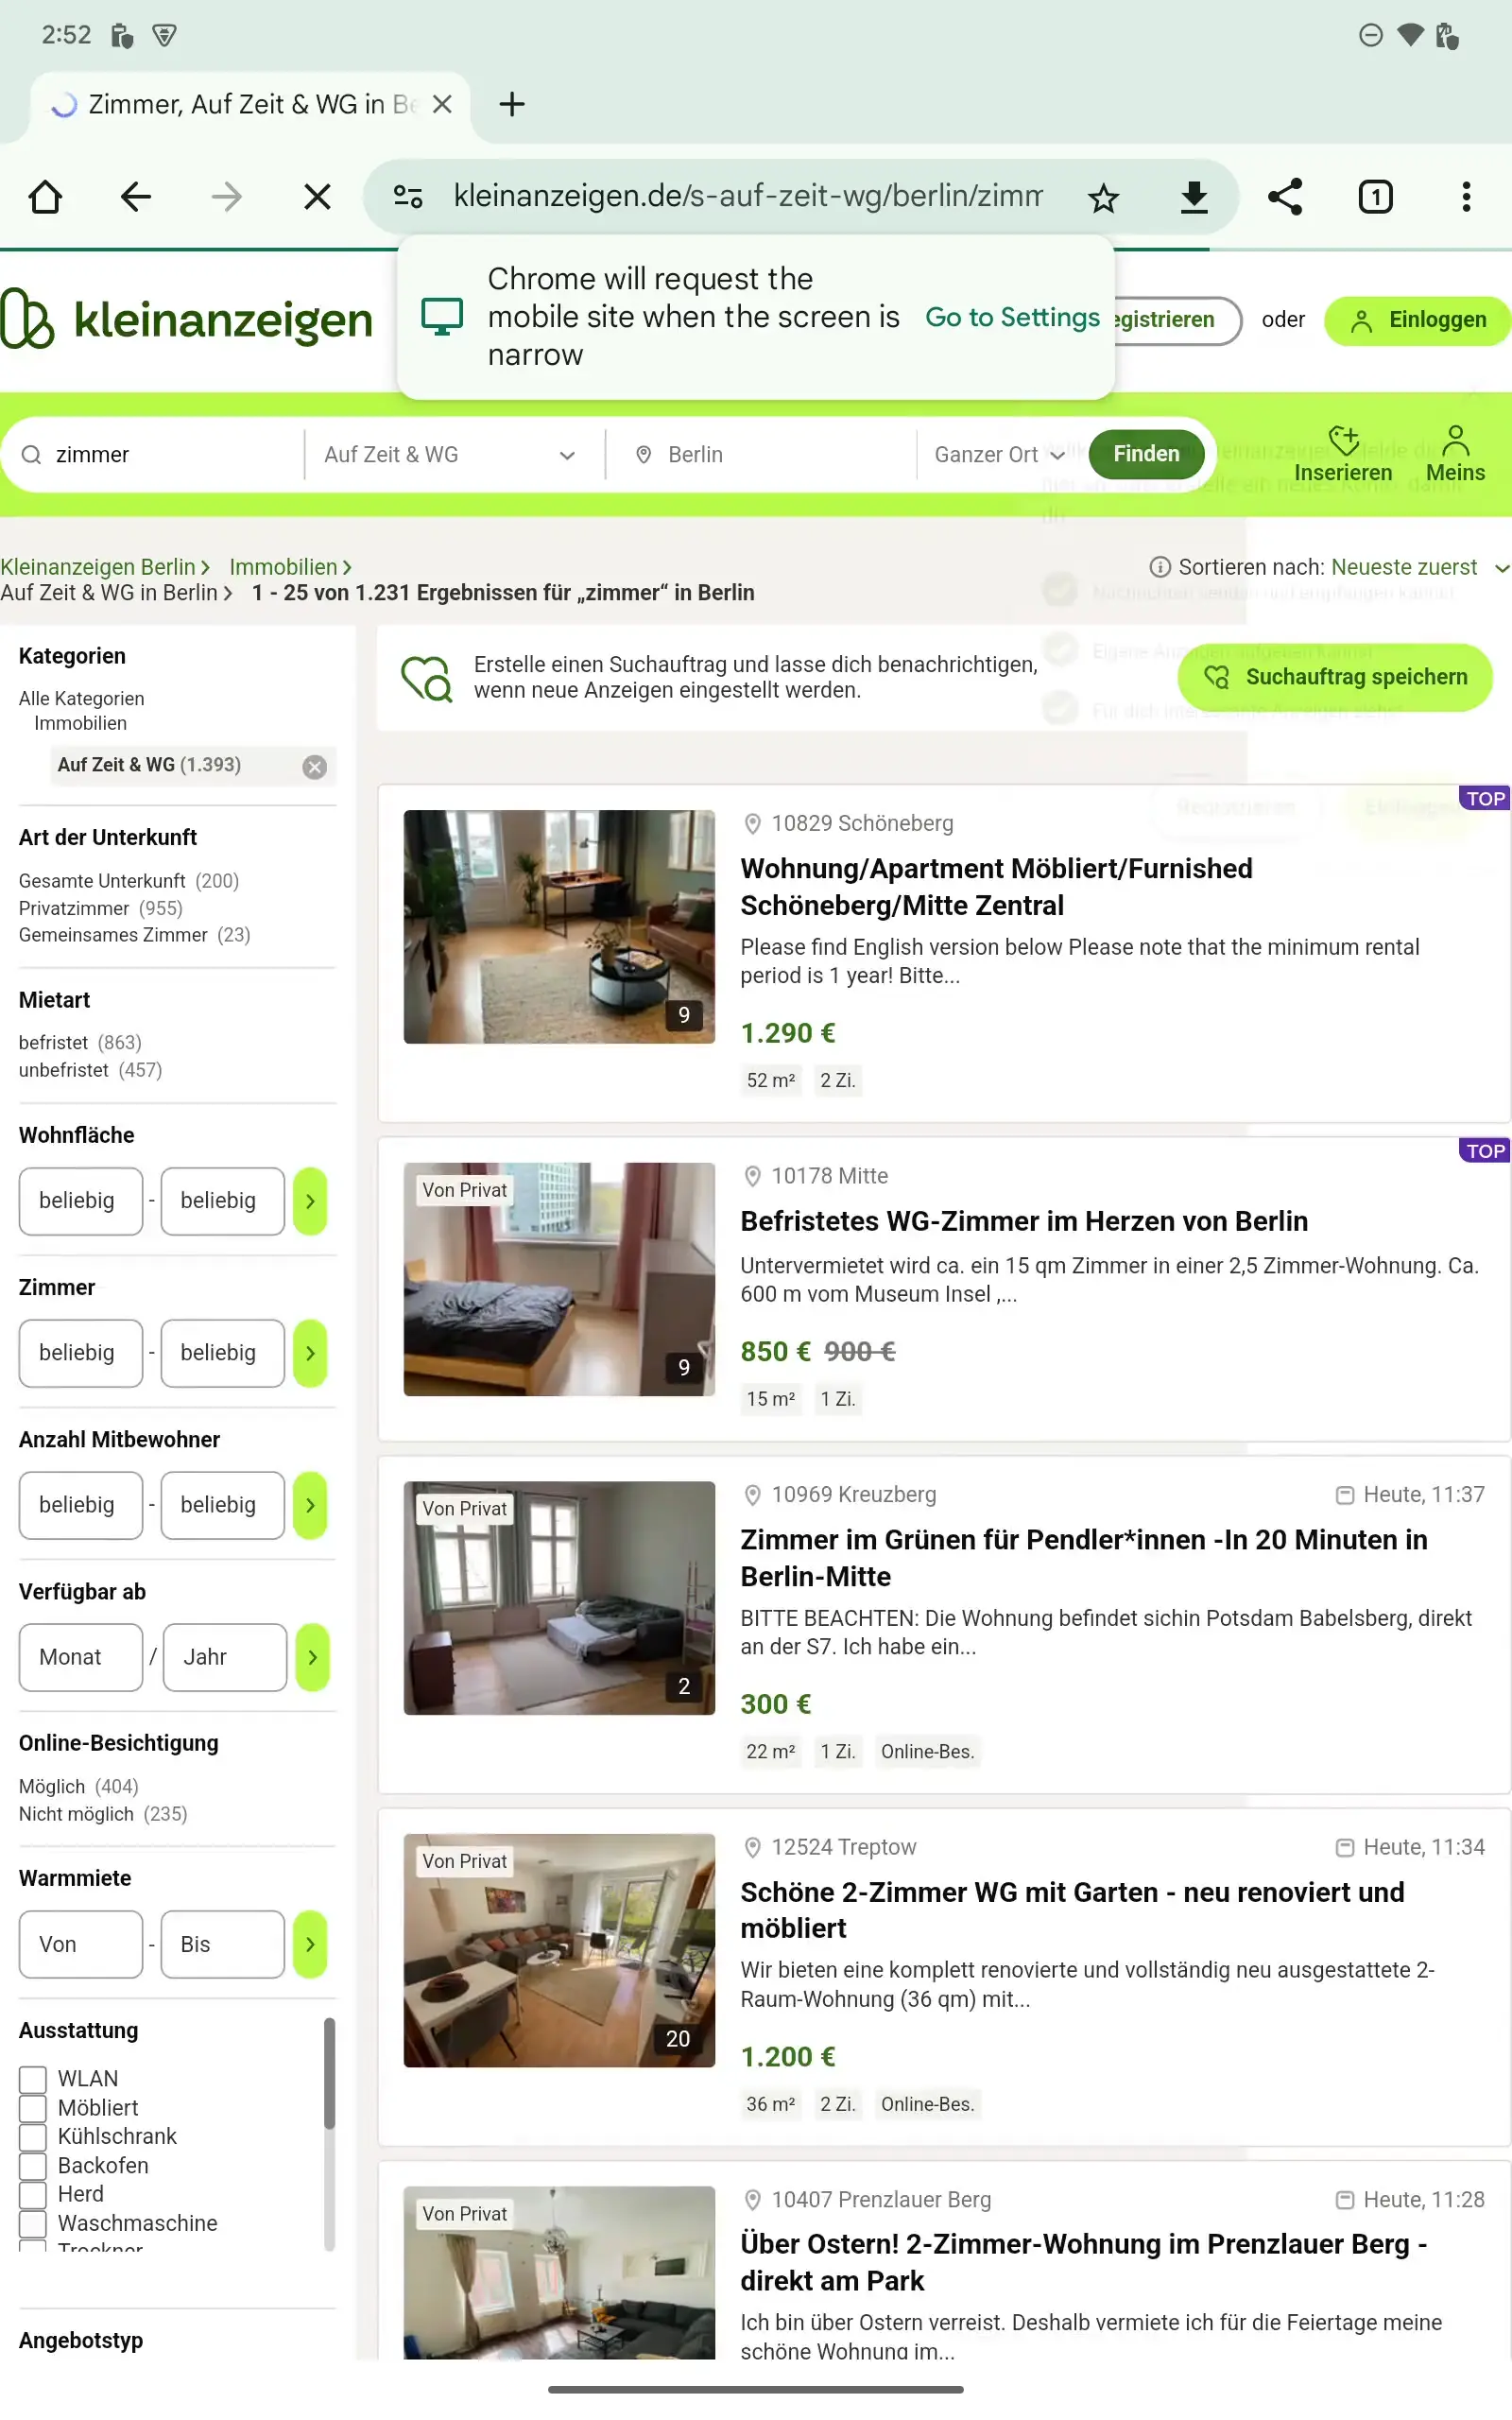 2:52
Zimmer, Auf Zeit & WG in Be
kleinanzeigen.de/s-auf-zeit-wg/berlin/zimm
1
Chrome will request the
mobile site when the screen is
narrow
Go to Settings
kleinanzeigen
egistrieren
oder
Einloggen
zimmer
Auf Zeit & WG
Berlin
Ganzer Ort
Finden
Inserieren
Meins
Kleinanzeigen Berlin
Immobilien
Auf Zeit & WG in Berlin
1 - 25 von 1.231 Ergebnissen für „zimmer“ in Berlin
Sortieren nach: Neueste zuerst
Kategorien
Alle Kategorien
Immobilien
Auf Zeit & WG (1.393)
Art der Unterkunft
Gesamte Unterkunft (200)
Privatzimmer (955)
Gemeinsames Zimmer (23)
Mietart
befristet (863)
unbefristet (457)
Wohnfläche
beliebig - beliebig
Zimmer
beliebig - beliebig
Anzahl Mitbewohner
beliebig - beliebig
Verfügbar ab
Monat / Jahr
Online-Besichtigung
Möglich (404)
Nicht möglich (235)
Warmmiete
Von - Bis
Ausstattung
WLAN
Möbliert
Kühlschrank
Backofen
Herd
Waschmaschine
Trockner
Angebotstyp
Erstelle einen Suchauftrag und lasse dich benachrichtigen,
wenn neue Anzeigen eingestellt werden.
Suchauftrag speichern
TOP
10829 Schöneberg
Wohnung/Apartment Möbliert/Furnished
Schöneberg/Mitte Zentral
Please find English version below Please note that the minimum rental
period is 1 year! Bitte...
9
1.290 €
52 m² 2 Zi.
TOP
Von Privat
10178 Mitte
Befristetes WG-Zimmer im Herzen von Berlin
Untervermietet wird ca. ein 15 qm Zimmer in einer 2,5 Zimmer-Wohnung. Ca.
600 m vom Museum Insel ,...
9
850 € 900 €
15 m² 1 Zi.
Von Privat
10969 Kreuzberg
Heute, 11:37
Zimmer im Grünen für Pendler*innen -In 20 Minuten in
Berlin-Mitte
BITTE BEACHTEN: Die Wohnung befindet sichin Potsdam Babelsberg, direkt
an der S7. Ich habe ein...
2
300 €
22 m² 1 Zi. Online-Bes.
Von Privat
12524 Treptow
Heute, 11:34
Schöne 2-Zimmer WG mit Garten - neu renoviert und
möbliert
Wir bieten eine komplett renovierte und vollständig neu ausgestattete 2-
Raum-Wohnung (36 qm) mit...
20
1.200 €
36 m² 2 Zi. Online-Bes.
Von Privat
10407 Prenzlauer Berg
Heute, 11:28
Über Ostern! 2-Zimmer-Wohnung im Prenzlauer Berg -
direkt am Park
Ich bin über Ostern verreist. Deshalb vermiete ich für die Feiertage meine
schöne Wohnung im...